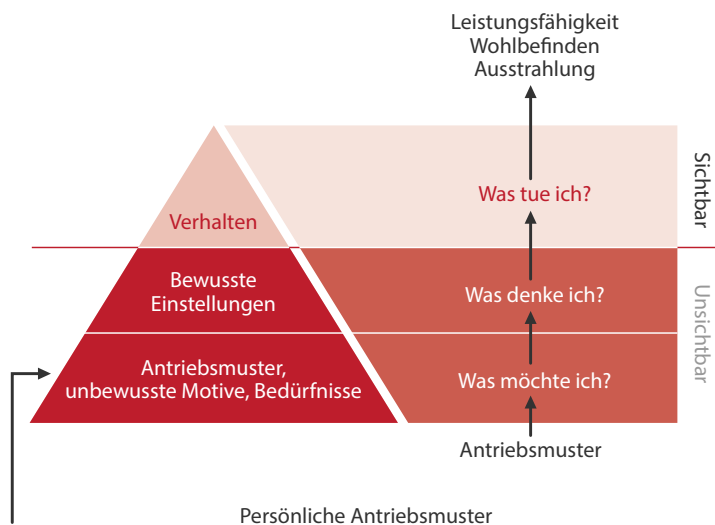 Leistungsfähigkeit
Wohlbefinden
Ausstrahlung
Sichtbar
Was tue ich?
Verhalten
Bewusste
Einstellungen
Was denke ich?
Unsichtbar
Antriebsmuster,
unbewusste Motive, Bedürfnisse
Was möchte ich?
Antriebsmuster
Persönliche Antriebsmuster